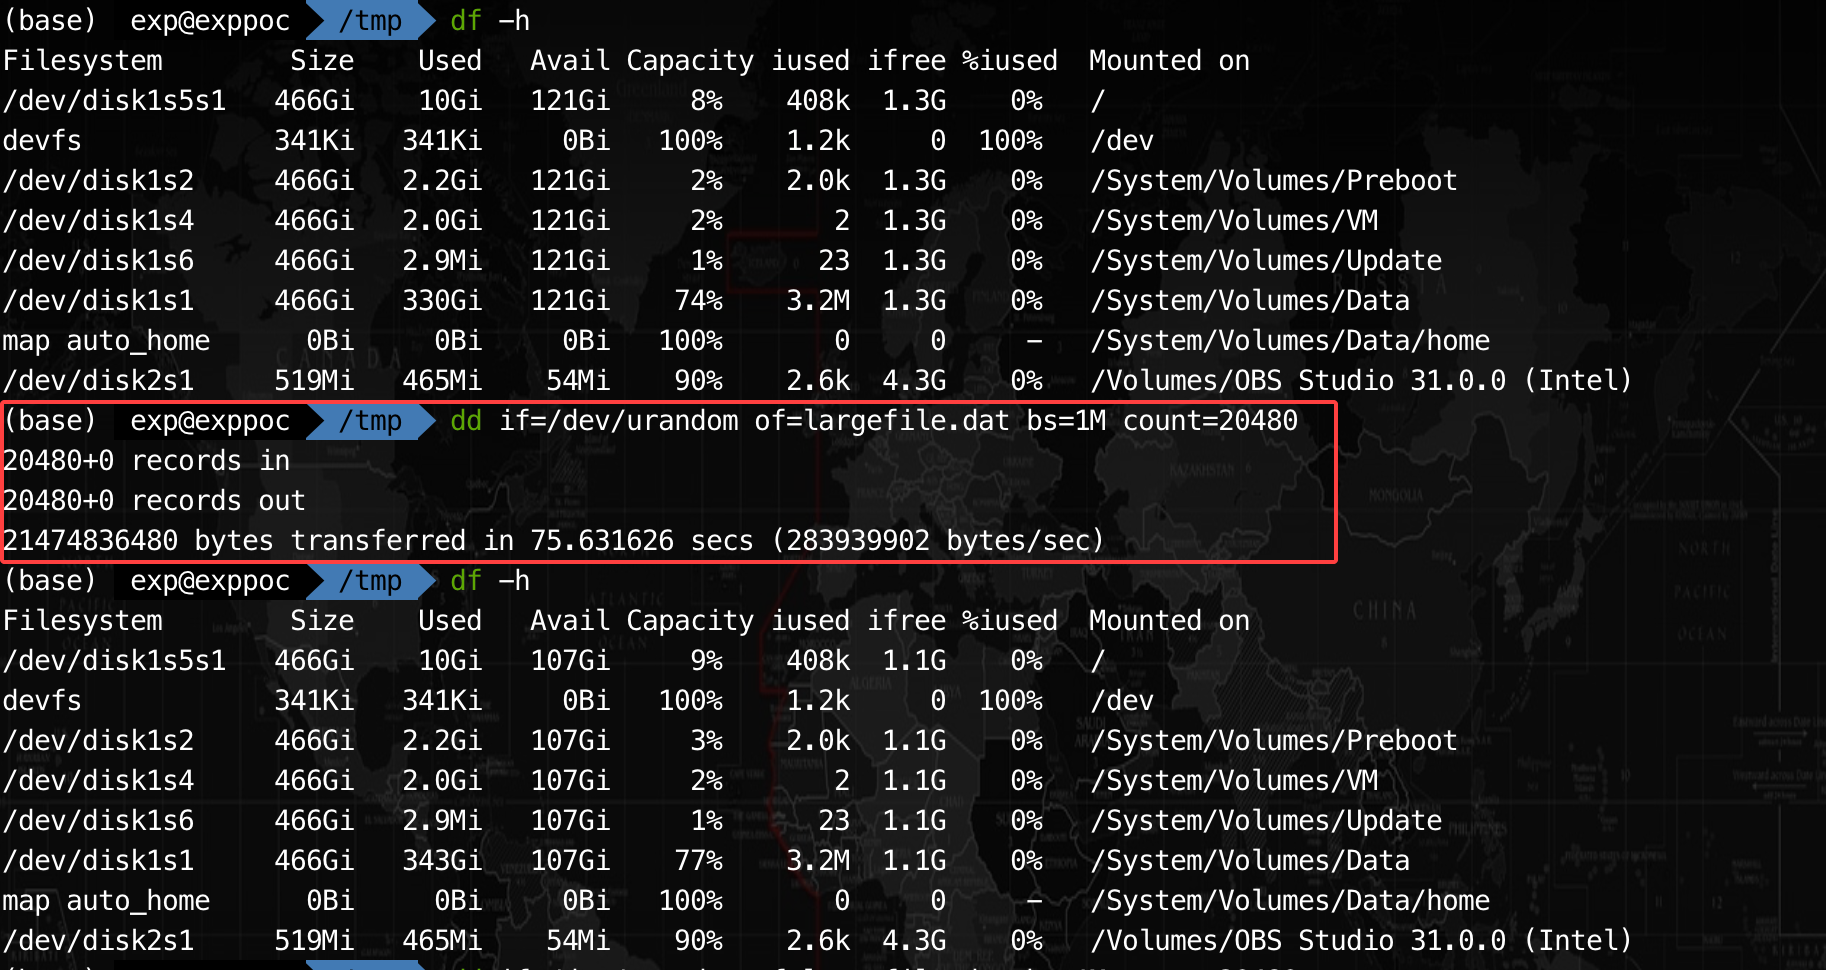 (base) exp@exppoc /tmp df -h
Filesystem Size Used Avail Capacity iused ifree %iused Mounted on
/dev/disk1s5s1 466Gi 10Gi 121Gi 8% 408k 1.3G 0% /
devfs 341Ki 341Ki 0Bi 100% 1.2k 0 100% /dev
/dev/disk1s2 466Gi 2.2Gi 121Gi 2% 2.0k 1.3G 0% /System/Volumes/Preboot
/dev/disk1s4 466Gi 2.0Gi 121Gi 2% 2 1.3G 0% /System/Volumes/VM
/dev/disk1s6 466Gi 2.9Mi 121Gi 1% 23 1.3G 0% /System/Volumes/Update
/dev/disk1s1 466Gi 330Gi 121Gi 74% 3.2M 1.3G 0% /System/Volumes/Data
map auto_home 0Bi 0Bi 0Bi 100% 0 0 - /System/Volumes/Data/home
/dev/disk2s1 519Mi 465Mi 54Mi 90% 2.6k 4.3G 0% /Volumes/OBS Studio 31.0.0 (Intel)
(base) exp@exppoc /tmp dd if=/dev/urandom of=largefile.dat bs=1M count=20480
20480+0 records in
20480+0 records out
21474836480 bytes transferred in 75.631626 secs (283939902 bytes/sec)
(base) exp@exppoc /tmp df -h
Filesystem Size Used Avail Capacity iused ifree %iused Mounted on
/dev/disk1s5s1 466Gi 10Gi 107Gi 9% 408k 1.1G 0% /
devfs 341Ki 341Ki 0Bi 100% 1.2k 0 100% /dev
/dev/disk1s2 466Gi 2.2Gi 107Gi 3% 2.0k 1.1G 0% /System/Volumes/Preboot
/dev/disk1s4 466Gi 2.0Gi 107Gi 2% 2 1.1G 0% /System/Volumes/VM
/dev/disk1s6 466Gi 2.9Mi 107Gi 1% 23 1.1G 0% /System/Volumes/Update
/dev/disk1s1 466Gi 343Gi 107Gi 77% 3.2M 1.1G 0% /System/Volumes/Data
map auto_home 0Bi 0Bi 0Bi 100% 0 0 - /System/Volumes/Data/home
/dev/disk2s1 519Mi 465Mi 54Mi 90% 2.6k 4.3G 0% /Volumes/OBS Studio 31.0.0 (Intel)
CANADA
RUSSIA
KAZAKHSTAN
MONGOLIA
CHINA
ALGERIA
ATLANTIC
OCEAN
NORTH
PACIFIC
OCEAN
PHILIPPINES